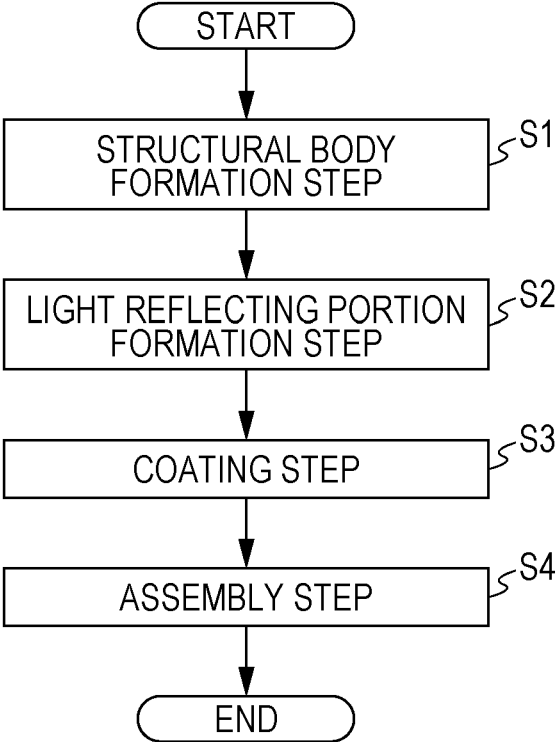 START
STRUCTURAL BODY
FORMATION STEP
S1
LIGHT REFLECTING PORTION
FORMATION STEP
S2
COATING STEP
S3
ASSEMBLY STEP
S4
END